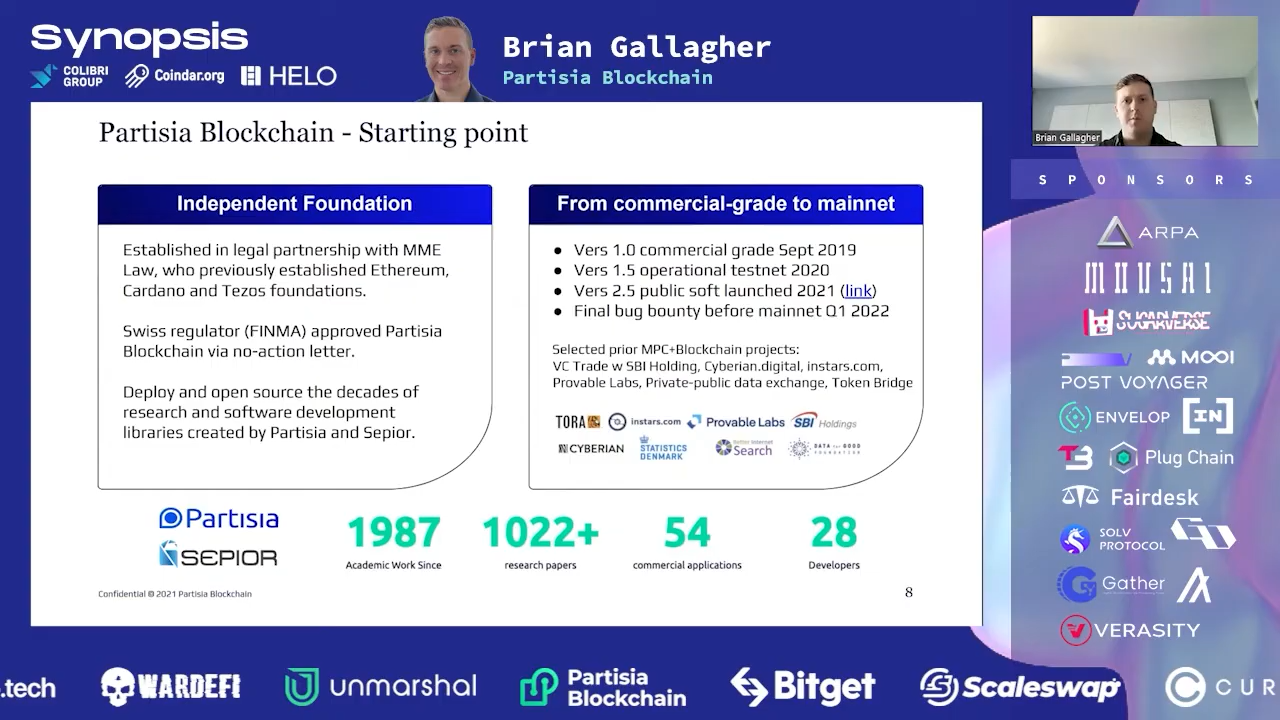 Synopsis
COLIBRI
GROUP
Coindar.org
HELO
Brian Gallagher
Partisia Blockchain
Brian Gallagher
SPONSORS
Partisia Blockchain - Starting point
Independent Foundation
Established in legal partnership with MME
Law, who previously established Ethereum,
Cardano and Tezos foundations.
Swiss regulator (FINMA) approved Partisia
Blockchain via no-action letter.
Deploy and open source the decades of
research and software development
libraries created by Partisia and Sepior.
From commercial-grade to mainnet
● Vers 1.0 commercial grade Sept 2019
● Vers 1.5 operational testnet 2020
● Vers 2.5 public soft launched 2021 (link)
● Final bug bounty before mainnet Q1 2022
Selected prior MPC+Blockchain projects:
VC Trade w SBI Holding, Cyberian.digital, instars.com,
Provable Labs, Private-public data exchange, Token Bridge
TORA
instars.com
Provable Labs
SBI Holdings
CYBERIAN
STATISTICS
DENMARK
Better Internet
Search
DATA FOR GOOD
FOUNDATION
Partisia
SEPIOR
1987
Academic Work Since
1022+
research papers
54
commercial applications
28
Developers
Confidential © 2021 Partisia Blockchain
8
ARPA
MOUSAI
SUGARVERSE
MOOI
POST VOYAGER
ENVELOP
[IN]
TB
Plug Chain
Fairdesk
SOLV
PROTOCOL
Gather
VERASITY
.tech
WARDEFI
unmarshal
Partisia
Blockchain
Bitget
Scaleswap
CUR